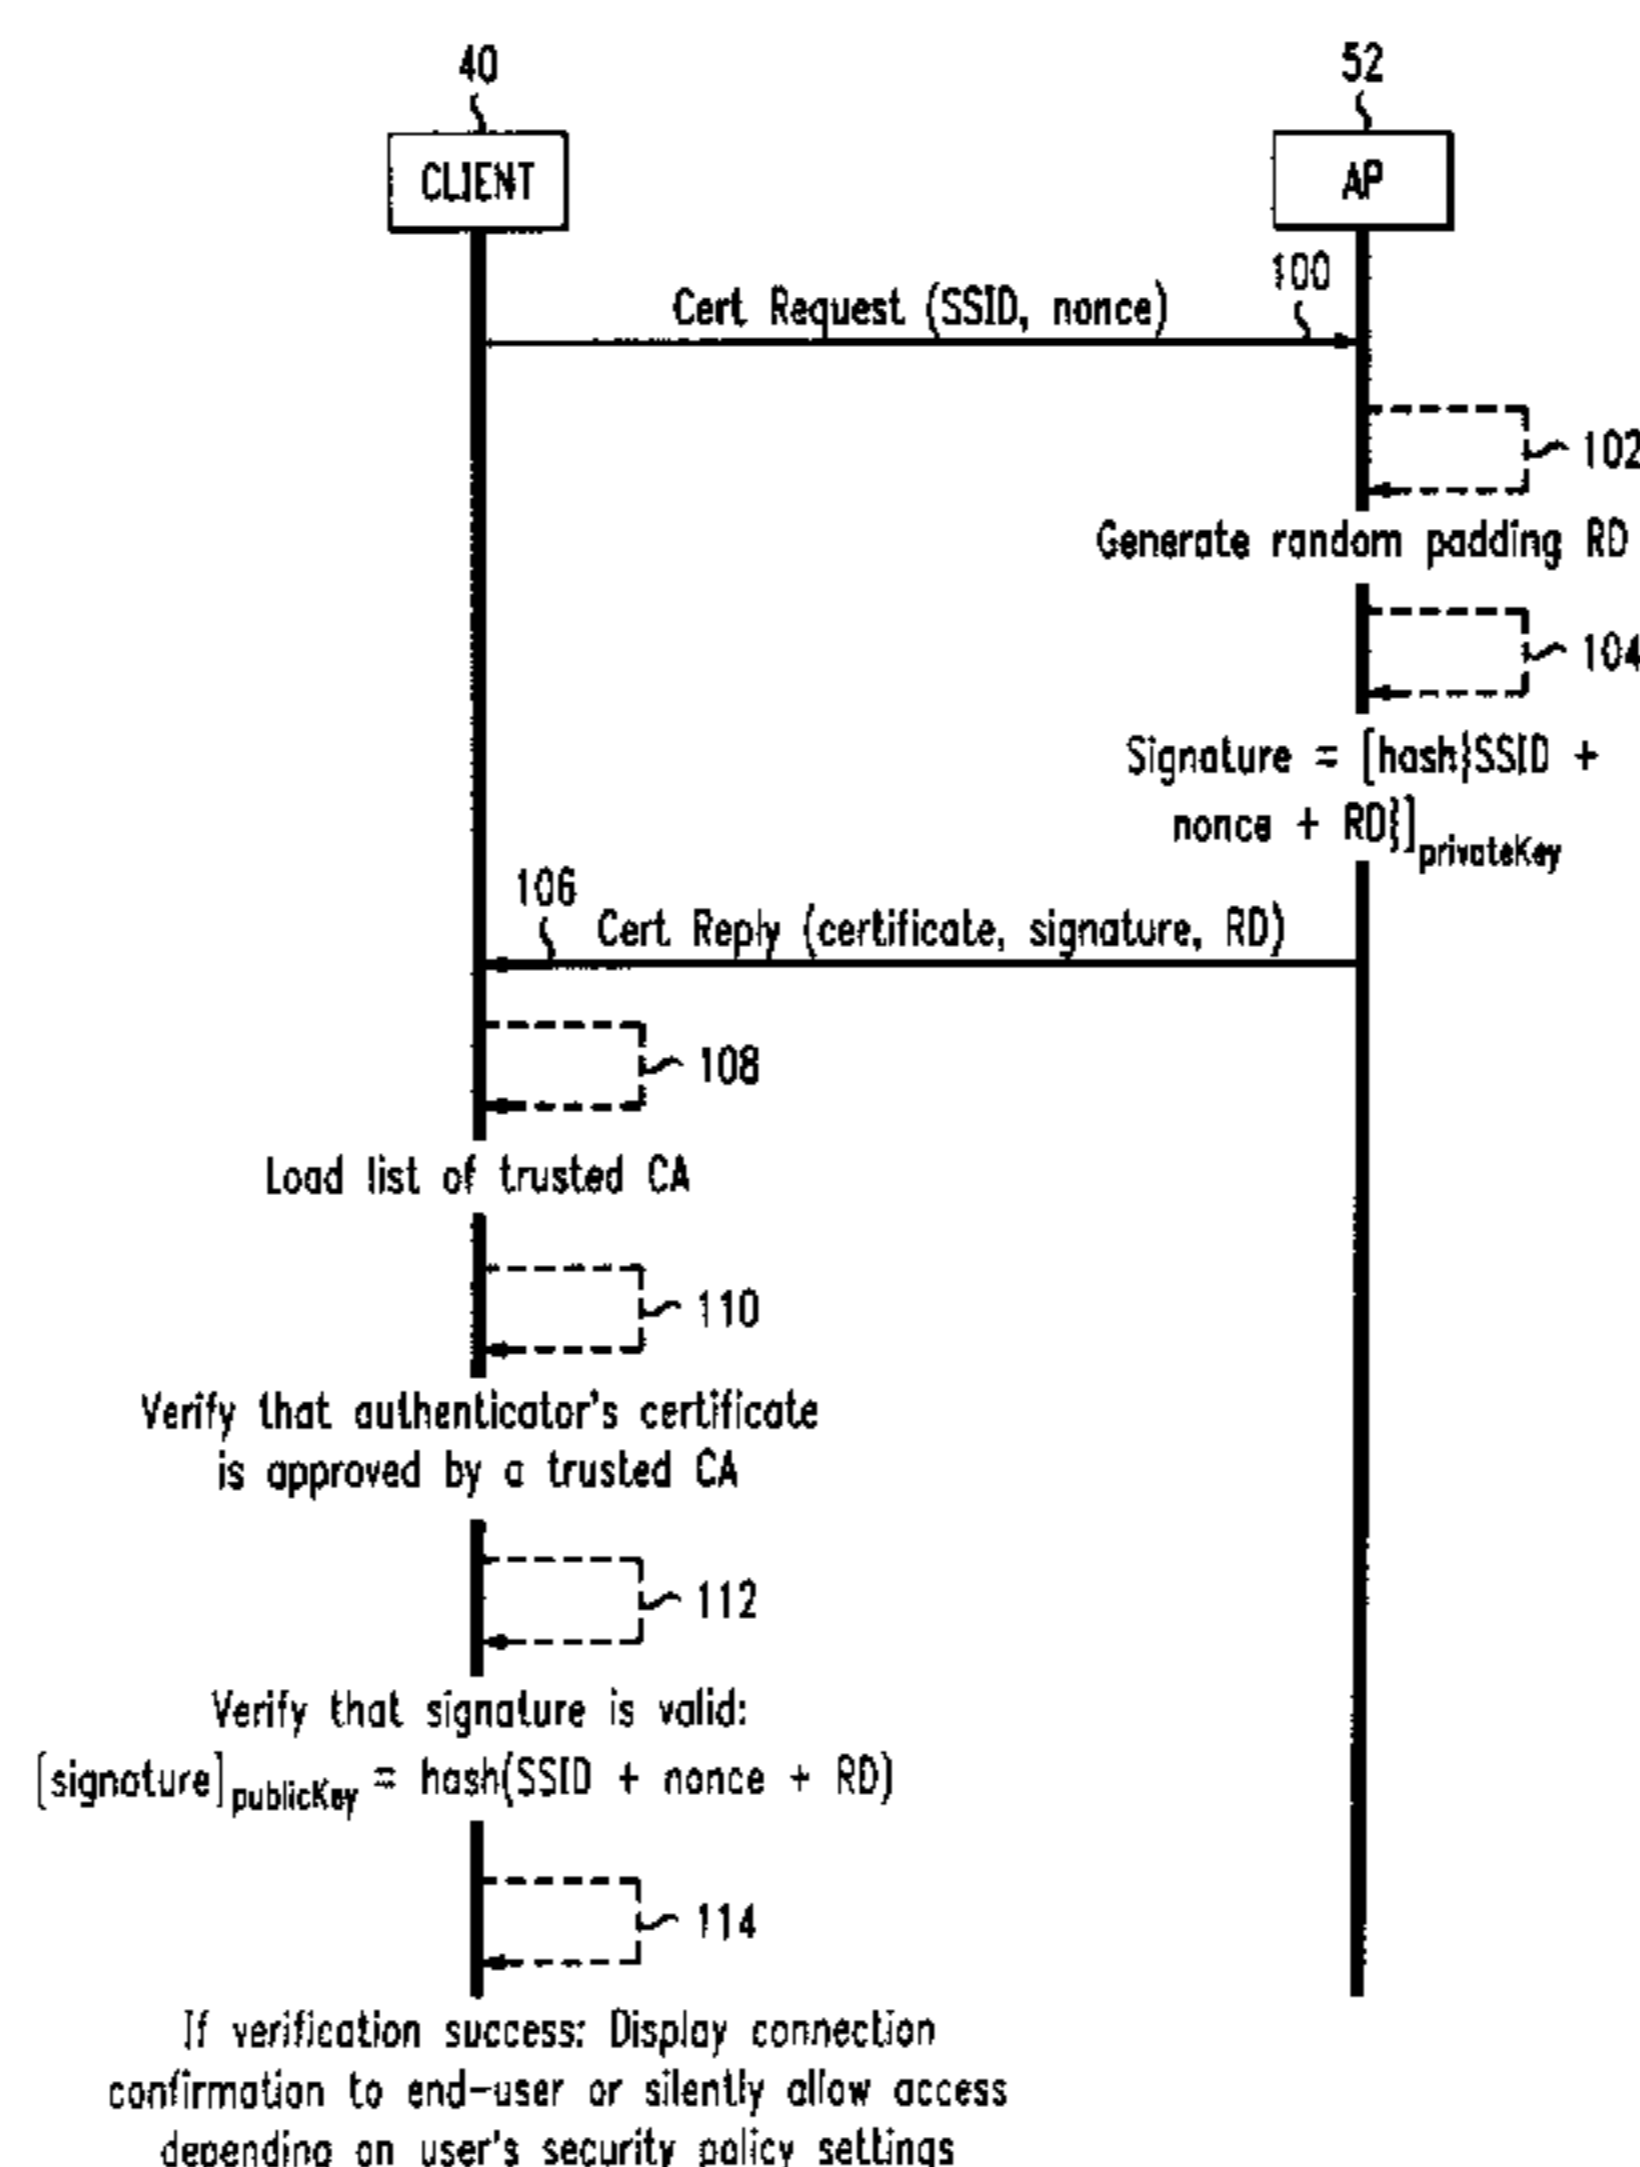 40
52
CLIENT
AP
100
Cert Request (SSID, nonce)
102
Generate random padding RD
104
Signature = [hash}SSID +
nonce + RD}]privateKey
106
Cert Reply (certificate, signature, RD)
108
Load list of trusted CA
110
Verify that authenticator's certificate
is approved by a trusted CA
112
Verify that signature is valid:
[signature]publicKey = hash(SSID + nonce + RD)
114
If verification success: Display connection
confirmation to end-user or silently allow access
depending on user's security policy settings